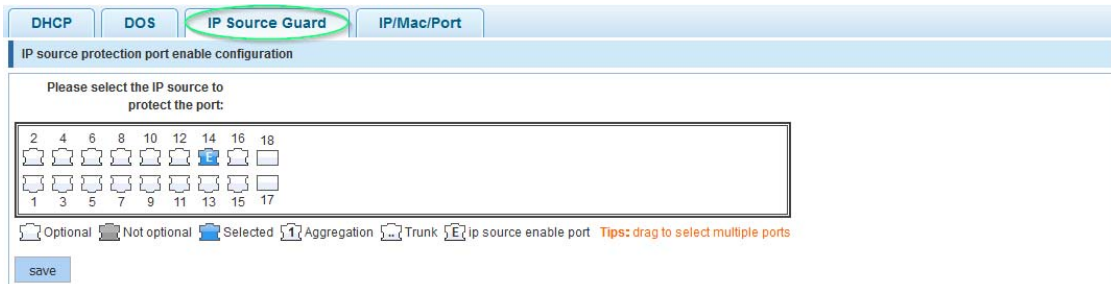 DHCP DOS IP Source Guard IP/Mac/Port
IP source protection port enable configuration
Please select the IP source to
protect the port:
2 4 6 8 10 12 14 16 18
E
1 3 5 7 9 11 13 15 17
Optional Not optional Selected 1 Aggregation .. Trunk E ip source enable port Tips: drag to select multiple ports
save